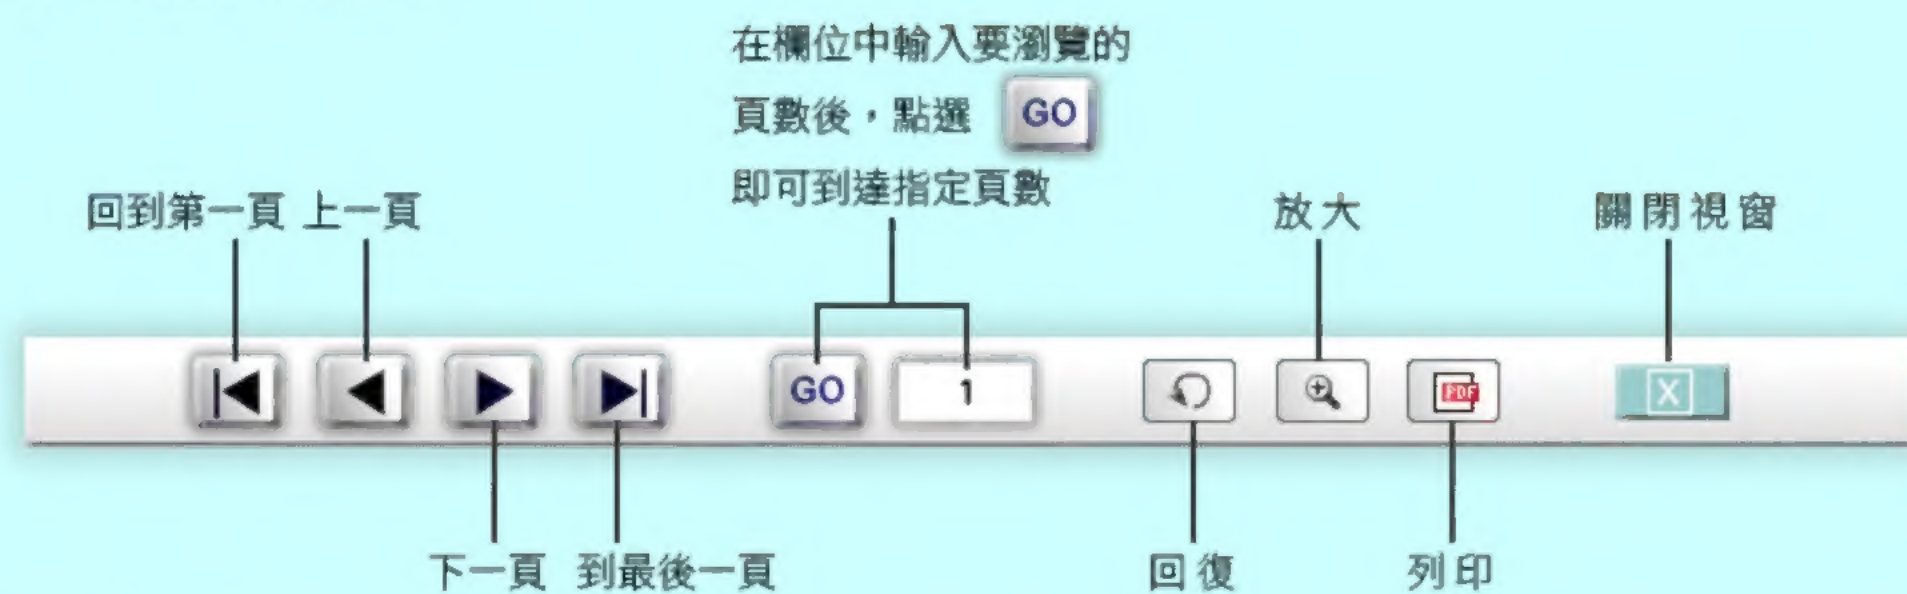 在欄位中輸入要瀏覽的
頁數後，點選 GO
即可到達指定頁數
回到第一頁 上一頁
放大
關閉視窗
GO 1
PDF
X
下一頁 到最後一頁
回復
列印